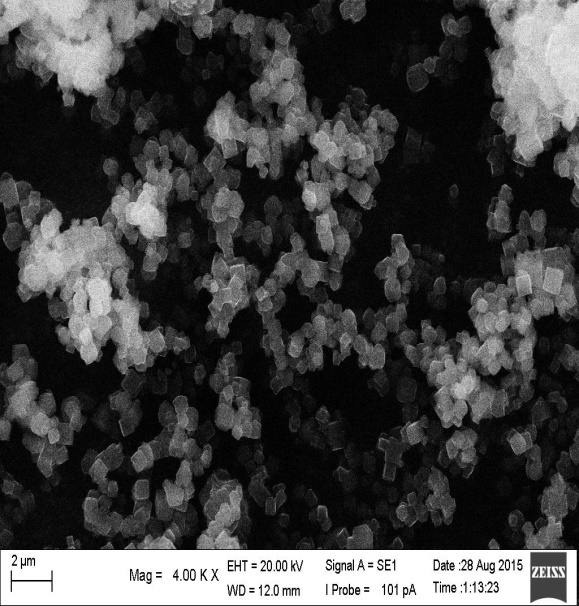 2 µm
Mag = 4.00 K X
EHT = 20.00 kV
WD = 12.0 mm
Signal A = SE1
I Probe = 101 pA
Date :28 Aug 2015
Time :1:13:23
ZEISS